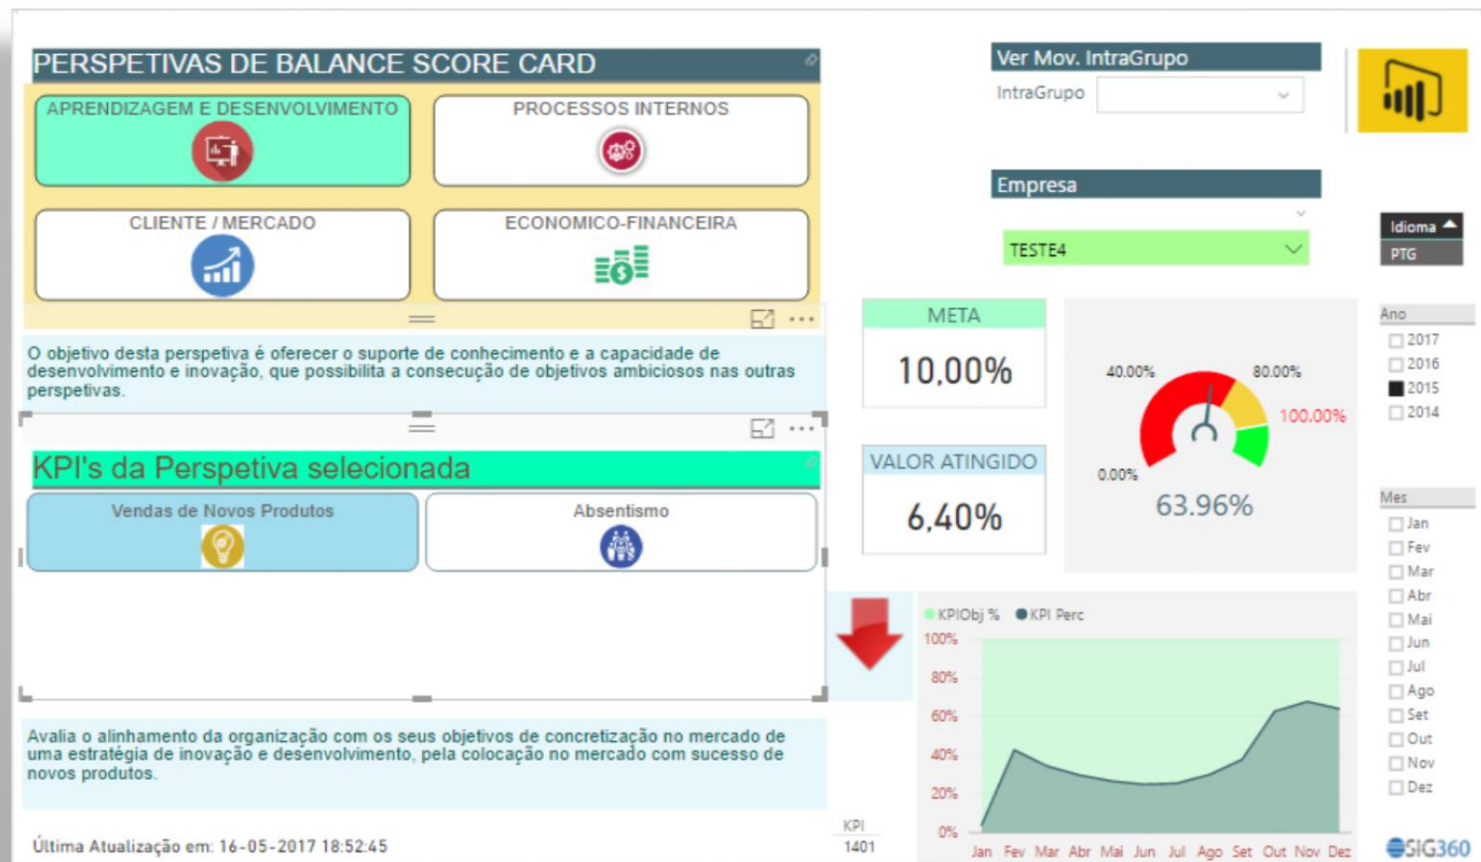 PERSPETIVAS DE BALANCE SCORE CARD
APRENDIZAGEM E DESENVOLVIMENTO
PROCESSOS INTERNOS
CLIENTE / MERCADO
ECONOMICO-FINANCEIRA
O objetivo desta perspetiva é oferecer o suporte de conhecimento e a capacidade de
desenvolvimento e inovação, que possibilita a consecução de objetivos ambiciosos nas outras
perspetivas.
KPI's da Perspetiva selecionada
Vendas de Novos Produtos
Absentismo
Avalia o alinhamento da organização com os seus objetivos de concretização no mercado de
uma estratégia de inovação e desenvolvimento, pela colocação no mercado com sucesso de
novos produtos.
Última Atualização em: 16-05-2017 18:52:45
Ver Mov. IntraGrupo
IntraGrupo
Empresa
TESTE4
META
10,00%
VALOR ATINGIDO
6,40%
40.00%
80.00%
100.00%
0.00%
63.96%
KPIObj %
KPI Perc
100%
80%
60%
40%
20%
0%
Jan Fev Mar Abr Mai Jun Jul Ago Set Out Nov Dez
KPI
1401
Idioma
PTG
Ano
2017
2016
2015
2014
Mes
Jan
Fev
Mar
Abr
Mai
Jun
Jul
Ago
Set
Out
Nov
Dez
SIG360